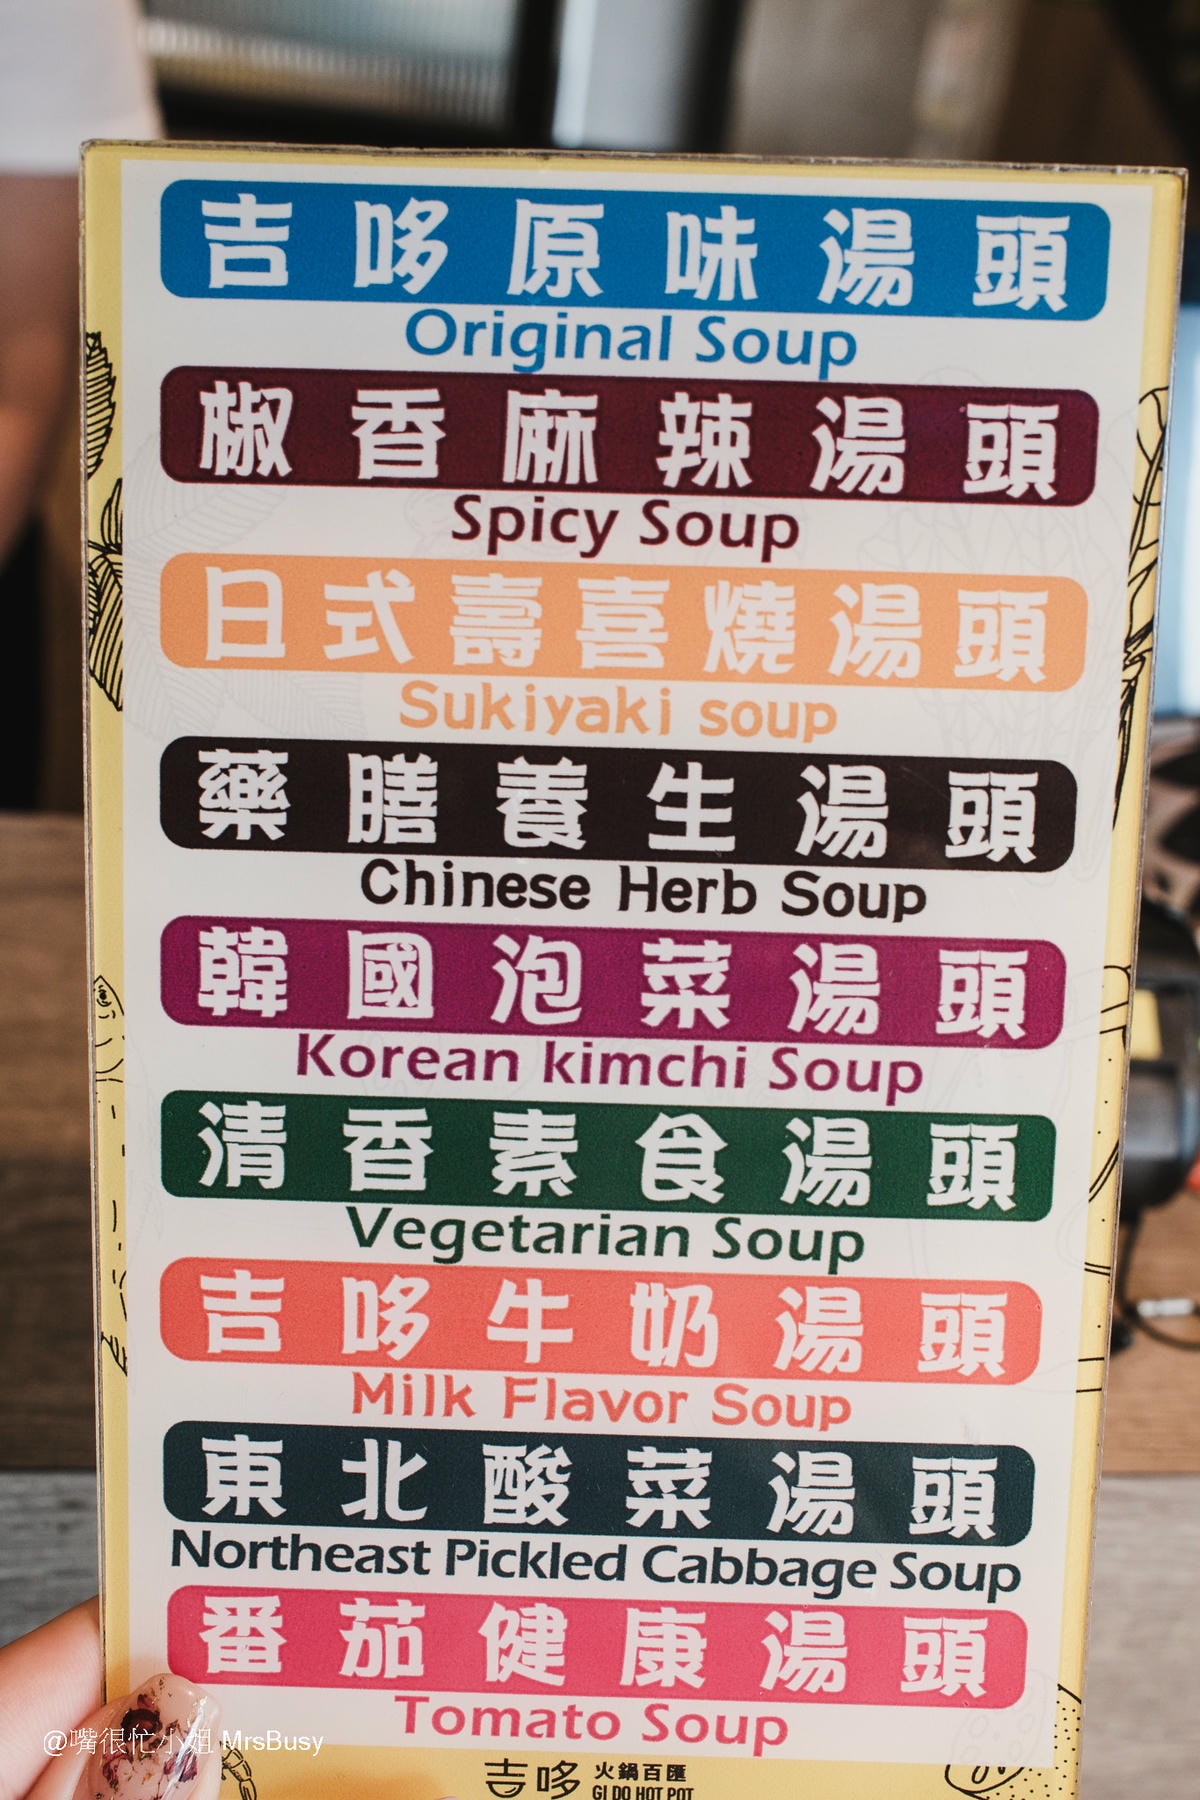 吉哆原味湯頭
Original Soup
椒香麻辣湯頭
Spicy Soup
日式壽喜燒湯頭
Sukiyaki soup
藥膳養生湯頭
Chinese Herb Soup
韓國泡菜湯頭
Korean kimchi Soup
清香素食湯頭
Vegetarian Soup
吉哆牛奶湯頭
Milk Flavor Soup
東北酸菜湯頭
Northeast Pickled Cabbage Soup
番茄健康湯頭
Tomato Soup
@嘴很忙小姐 MrsBusy
吉哆 火鍋百匯
GI DO HOT POT